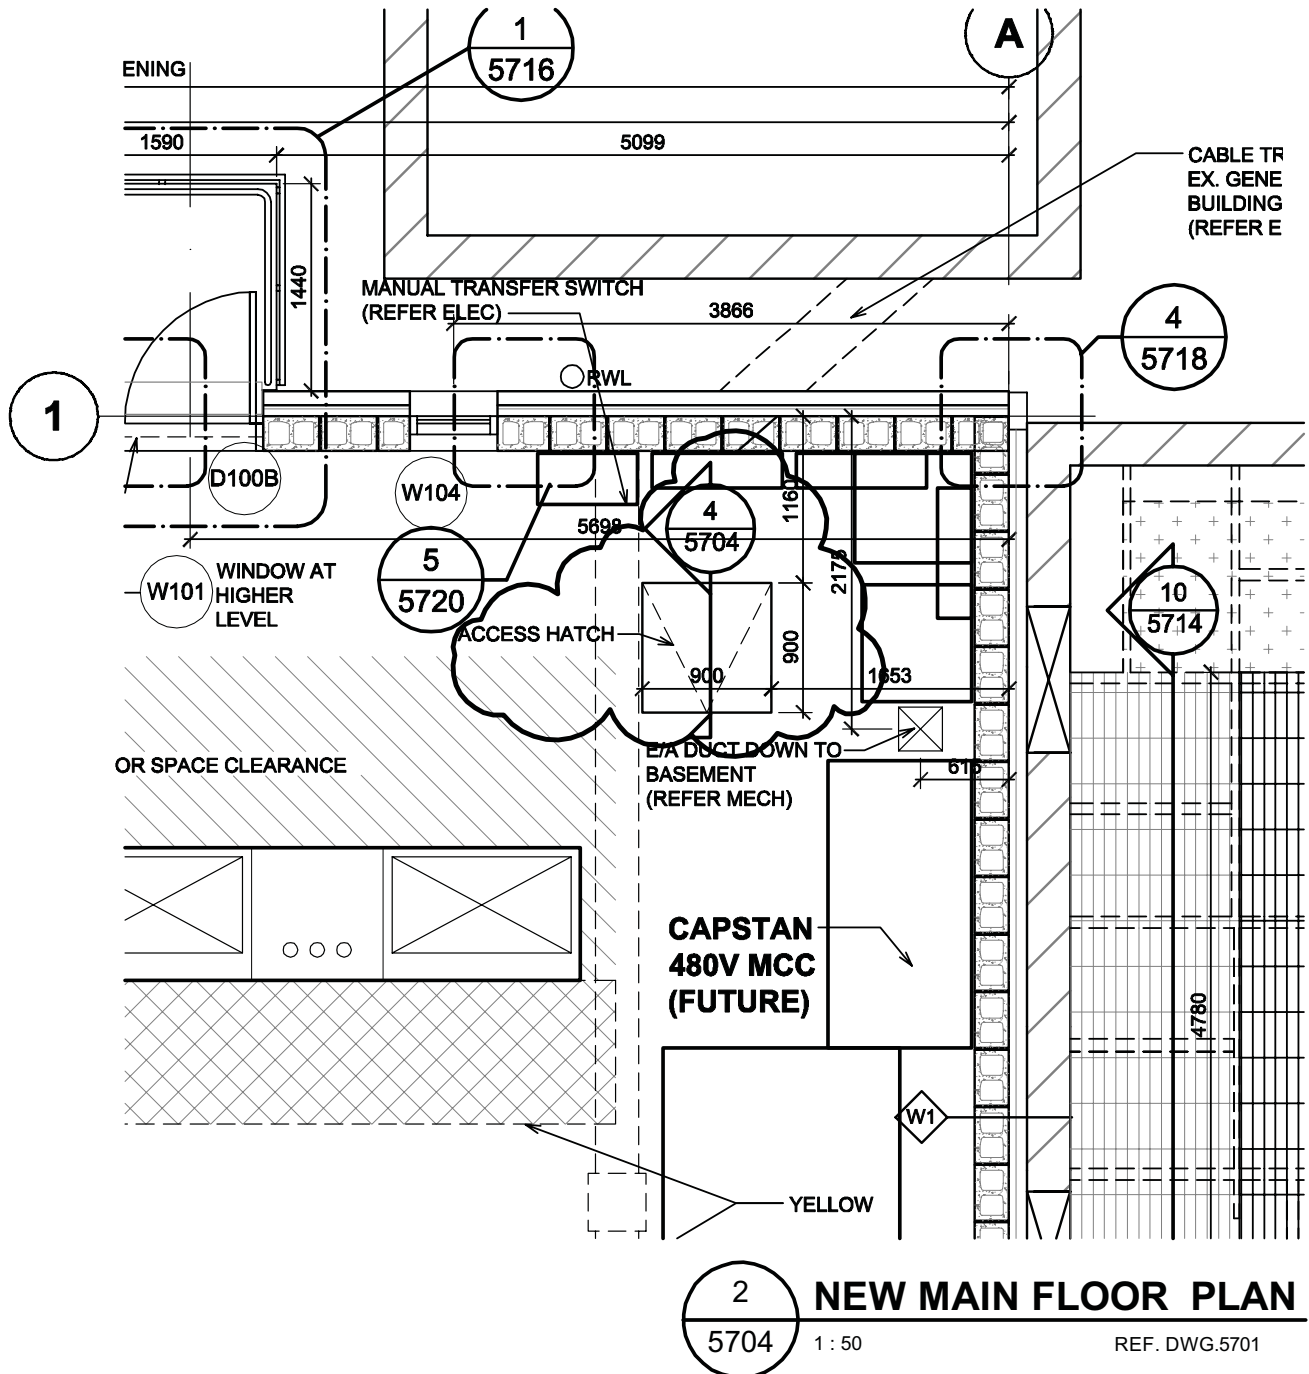 1
5716
A
ENING
1590
5099
CABLE TR
EX. GENE
BUILDING
(REFER E
1440
MANUAL TRANSFER SWITCH
(REFER ELEC)
3866
4
5718
RWL
1
D100B
W104
1160
4
5704
5698
2175
5
5720
W101
WINDOW AT
HIGHER
LEVEL
10
5714
ACCESS HATCH
900
900
1653
E/A DUCT DOWN TO
BASEMENT
(REFER MECH)
615
OR SPACE CLEARANCE
CAPSTAN
480V MCC
(FUTURE)
4780
W1
YELLOW
2
5704
NEW MAIN FLOOR PLAN
1 : 50
REF. DWG.5701